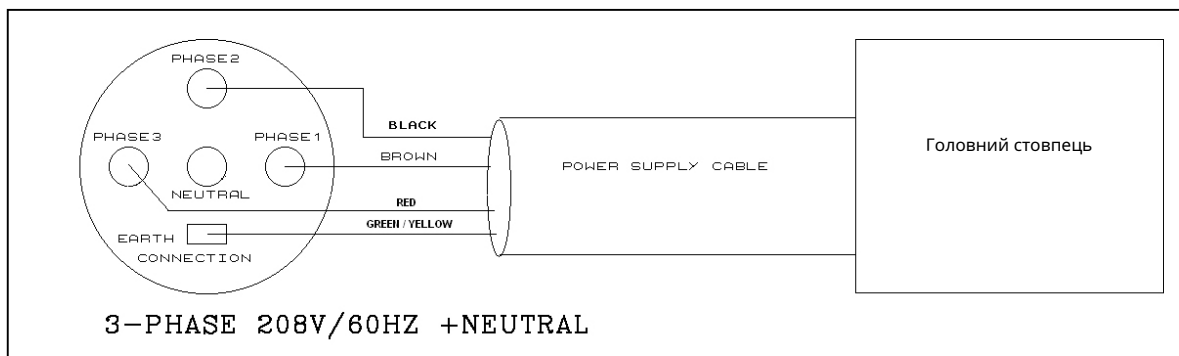 PHASE2
PHASE3
PHASE1
NEUTRAL
EARTH
CONNECTION
BLACK
BROWN
RED
GREEN / YELLOW
POWER SUPPLY CABLE
Головний стовпець
3-PHASE 208V/60HZ +NEUTRAL